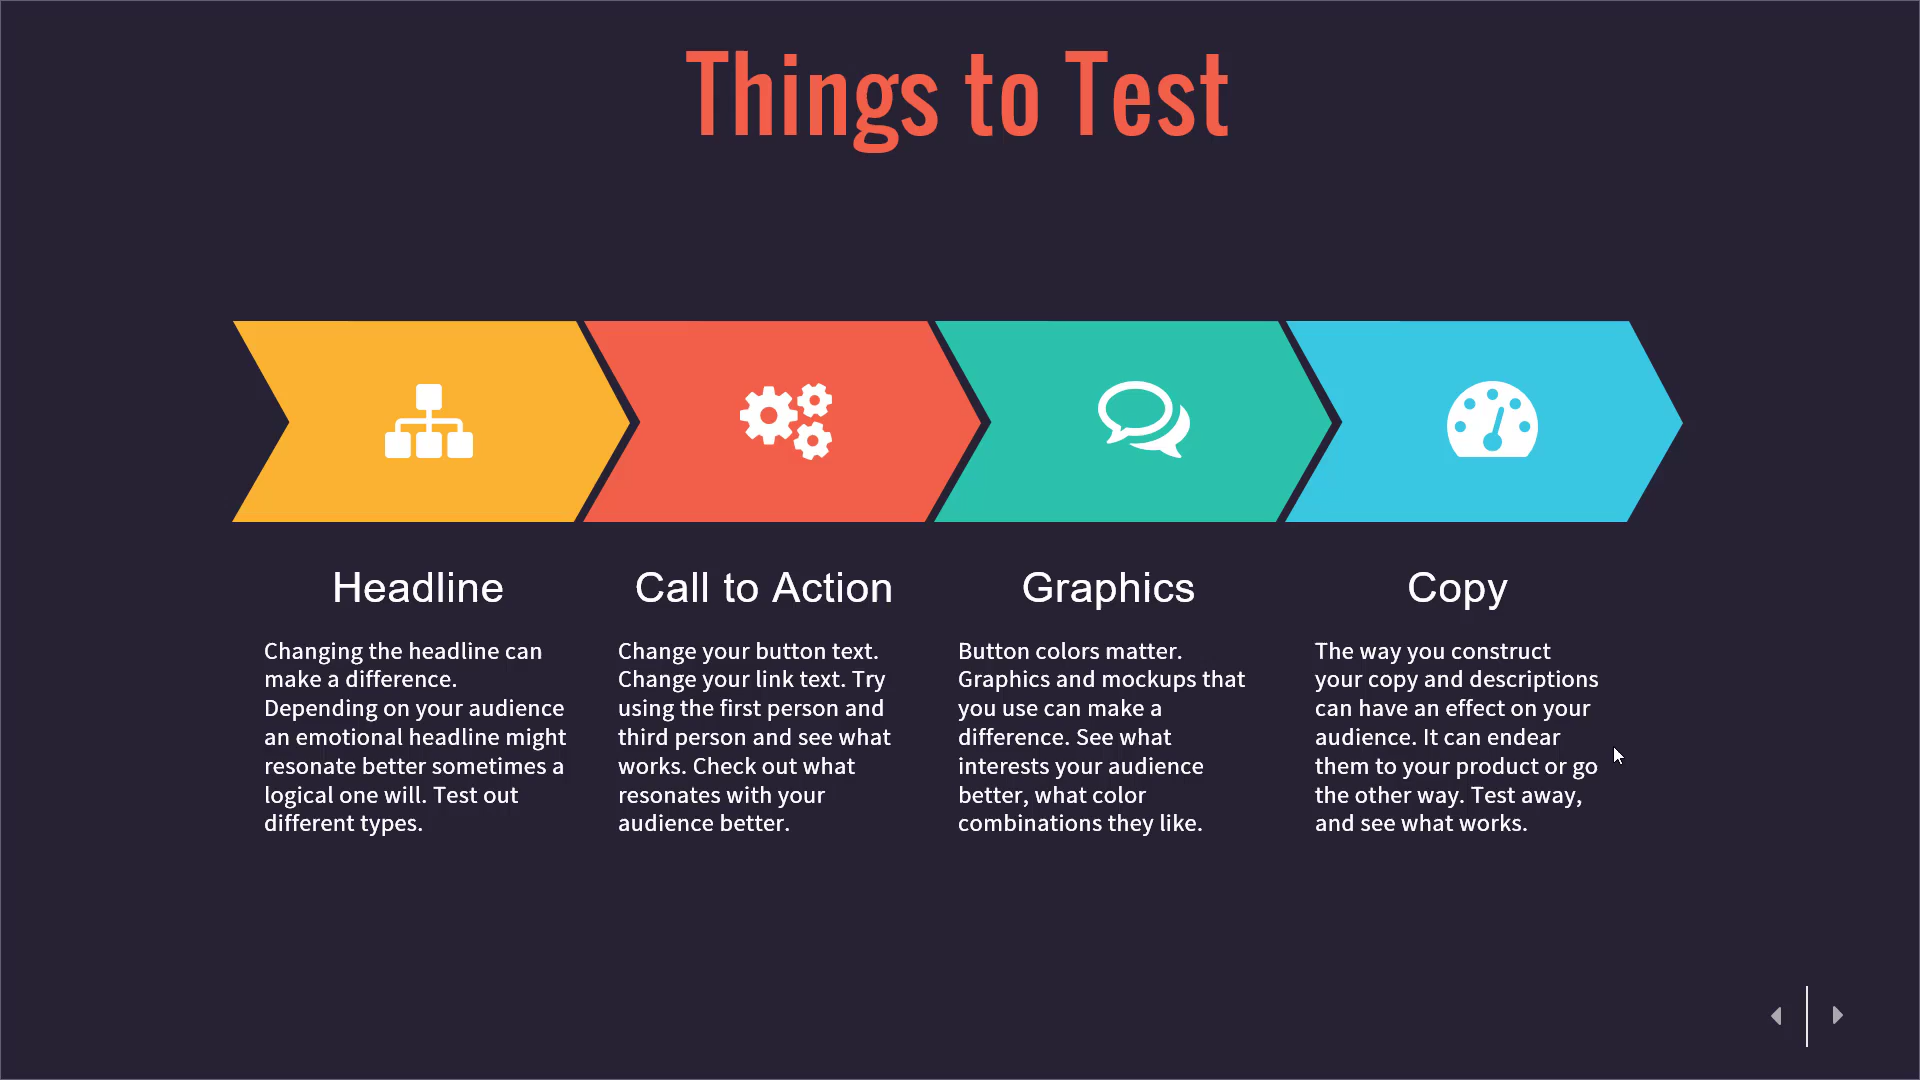 Things to Test
Headline
Changing the headline can
make a difference.
Depending on your audience
an emotional headline might
resonate better sometimes a
logical one will. Test out
different types.
Call to Action
Change your button text.
Change your link text. Try
using the first person and
third person and see what
works. Check out what
resonates with your
audience better.
Graphics
Button colors matter.
Graphics and mockups that
you use can make a
difference. See what
interests your audience
better, what color
combinations they like.
Copy
The way you construct
your copy and descriptions
can have an effect on your
audience. It can endear
them to your product or go
the other way. Test away,
and see what works.